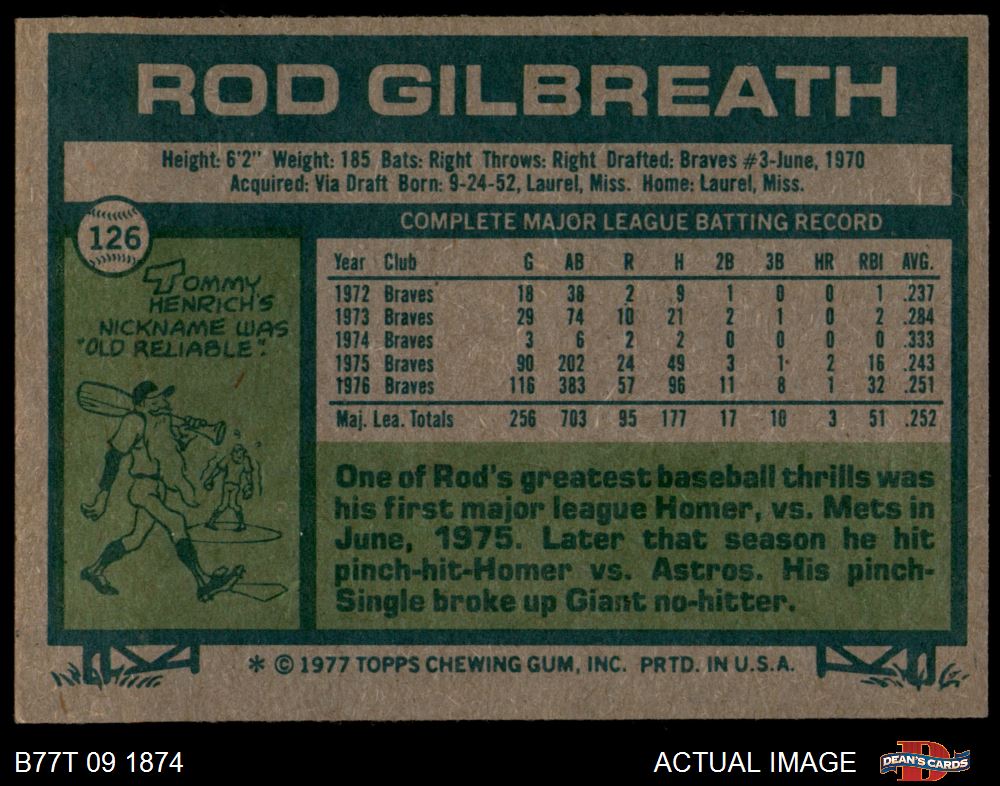 ROD GILBREATH
Height: 6'2" Weight: 185 Bats: Right Throws: Right Drafted: Braves #3-June, 1970
Acquired: Via Draft Born: 9-24-52, Laurel, Miss. Home: Laurel, Miss.
126
TOMMY
HENRICH'S
NICKNAME WAS
"OLD RELIABLE".
COMPLETE MAJOR LEAGUE BATTING RECORD
Year Club G AB R H 2B 3B HR RBI AVG.
1972 Braves 18 38 2 9 1 0 0 1 .237
1973 Braves 29 74 10 21 2 1 0 2 .284
1974 Braves 3 6 2 2 0 0 0 0 .333
1975 Braves 90 202 24 49 3 1 2 16 .243
1976 Braves 116 383 57 96 11 8 1 32 .251
Maj. Lea. Totals 256 703 95 177 17 10 3 51 .252
One of Rod's greatest baseball thrills was
his first major league Homer, vs. Mets in
June, 1975. Later that season he hit
pinch-hit-Homer vs. Astros. His pinch-
Single broke up Giant no-hitter.
* © 1977 TOPPS CHEWING GUM, INC. PRTD. IN U.S.A.
B77T 09 1874
ACTUAL IMAGE
D
DEAN'S CARDS